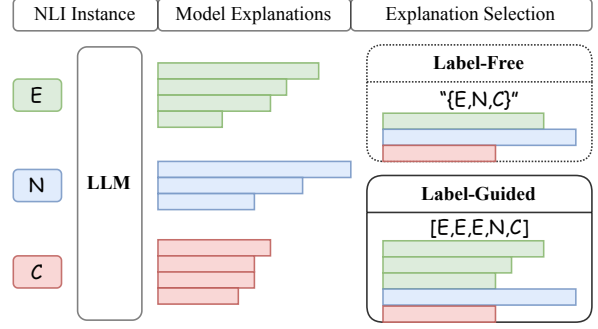 NLI Instance
Model Explanations
Explanation Selection
E
N
C
LLM
Label-Free
"{E,N,C}"
Label-Guided
[E,E,E,N,C]